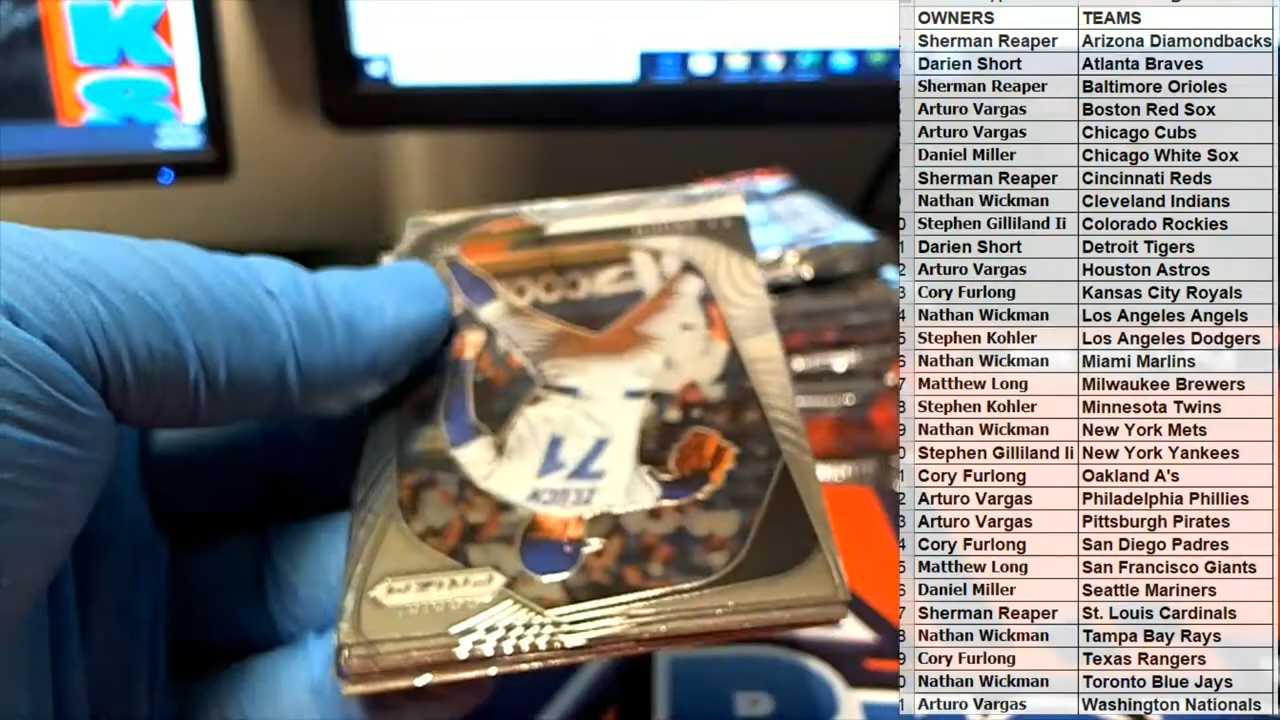 KS
OWNERS TEAMS
Sherman Reaper Arizona Diamondbacks
Darien Short Atlanta Braves
Sherman Reaper Baltimore Orioles
Arturo Vargas Boston Red Sox
Arturo Vargas Chicago Cubs
Daniel Miller Chicago White Sox
Sherman Reaper Cincinnati Reds
Nathan Wickman Cleveland Indians
Stephen Gilliland Ii Colorado Rockies
Darien Short Detroit Tigers
Arturo Vargas Houston Astros
Cory Furlong Kansas City Royals
Nathan Wickman Los Angeles Angels
Stephen Kohler Los Angeles Dodgers
Nathan Wickman Miami Marlins
Matthew Long Milwaukee Brewers
Stephen Kohler Minnesota Twins
Nathan Wickman New York Mets
Stephen Gilliland Ii New York Yankees
Cory Furlong Oakland A's
Arturo Vargas Philadelphia Phillies
Arturo Vargas Pittsburgh Pirates
Cory Furlong San Diego Padres
Matthew Long San Francisco Giants
Daniel Miller Seattle Mariners
Sherman Reaper St. Louis Cardinals
Nathan Wickman Tampa Bay Rays
Cory Furlong Texas Rangers
Nathan Wickman Toronto Blue Jays
Arturo Vargas Washington Nationals
71
ZEUCH
PRIZM